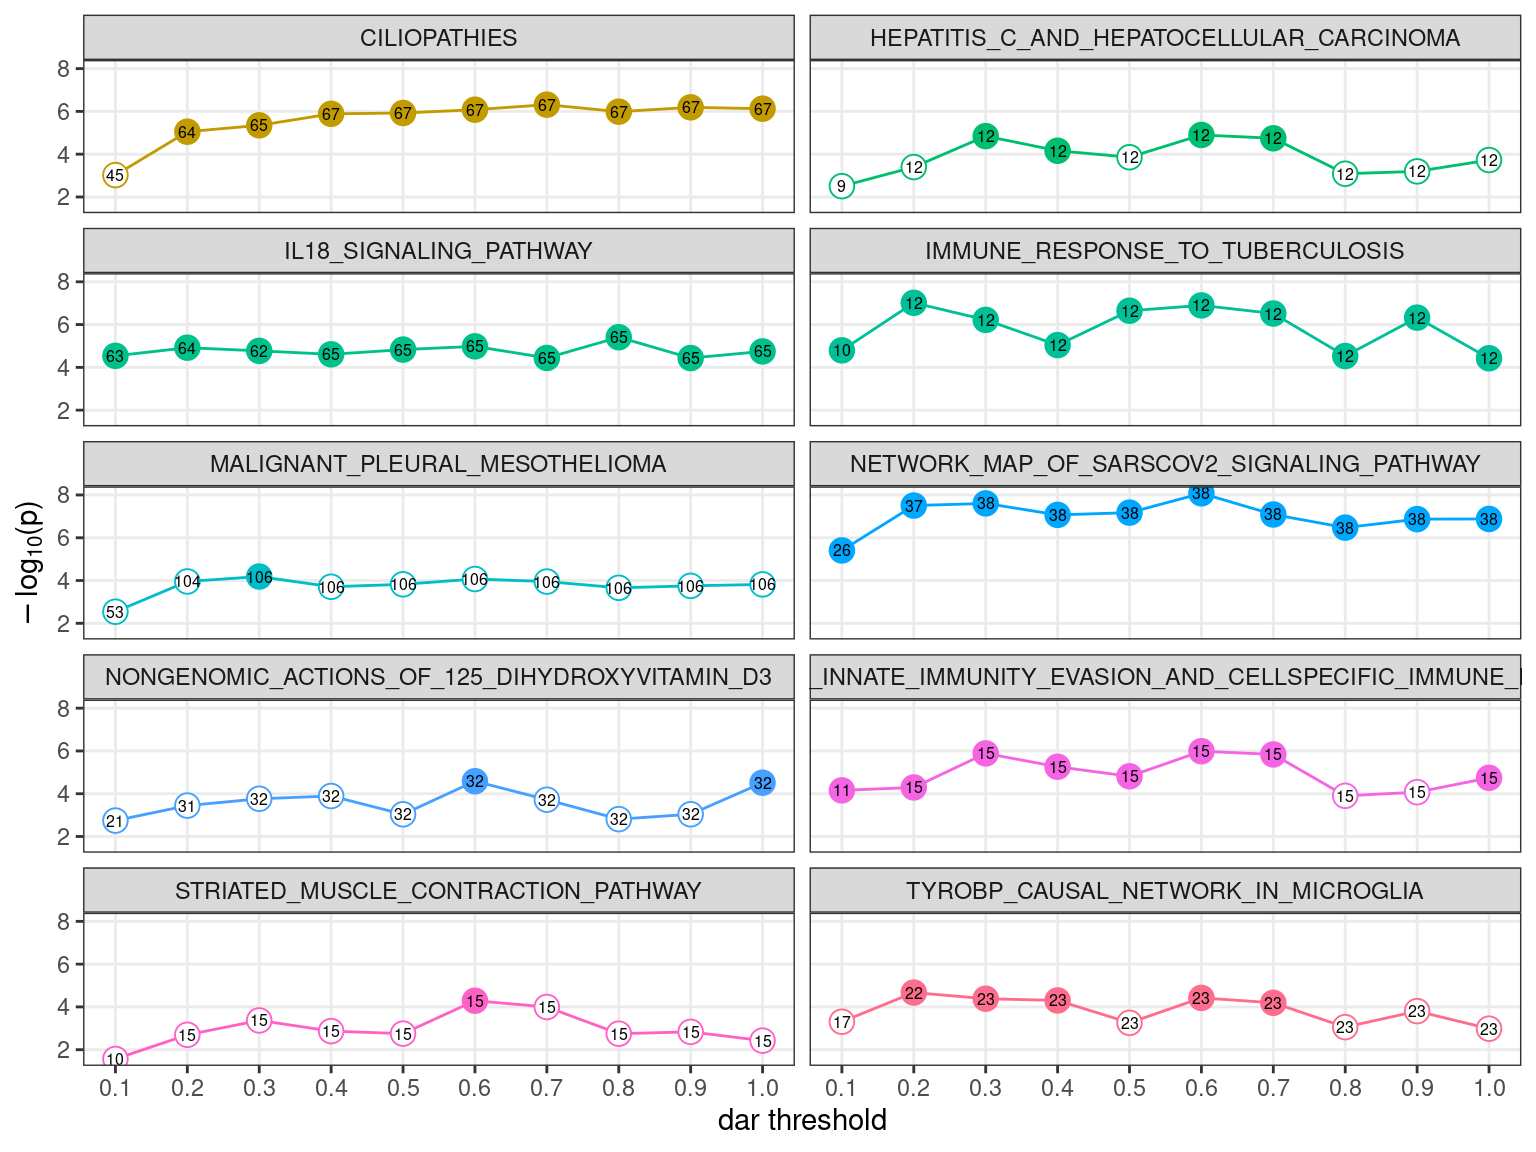 CILIOPATHIES
8
6
4
2
45 64 65 67 67 67 67 67 67 67
HEPATITIS_C_AND_HEPATOCELLULAR_CARCINOMA
9 12 12 12 12 12 12 12 12 12
IL18_SIGNALING_PATHWAY
8
6
4
2
63 64 62 65 65 65 65 65 65 65
IMMUNE_RESPONSE_TO_TUBERCULOSIS
10 12 12 12 12 12 12 12 12 12
MALIGNANT_PLEURAL_MESOTHELIOMA
8
6
4
2
53 104 106 106 106 106 106 106 106 106
NETWORK_MAP_OF_SARSCOV2_SIGNALING_PATHWAY
26 37 38 38 38 38 38 38 38 38
− log10(p)
NONGENOMIC_ACTIONS_OF_125_DIHYDROXYVITAMIN_D3
8
6
4
2
21 31 32 32 32 32 32 32 32 32
_INNATE_IMMUNITY_EVASION_AND_CELLSPECIFIC_IMMUNE_
11 15 15 15 15 15 15 15 15 15
STRIATED_MUSCLE_CONTRACTION_PATHWAY
8
6
4
2
10 15 15 15 15 15 15 15 15 15
TYROBP_CAUSAL_NETWORK_IN_MICROGLIA
17 22 23 23 23 23 23 23 23 23
0.1 0.2 0.3 0.4 0.5 0.6 0.7 0.8 0.9 1.0
0.1 0.2 0.3 0.4 0.5 0.6 0.7 0.8 0.9 1.0
dar threshold